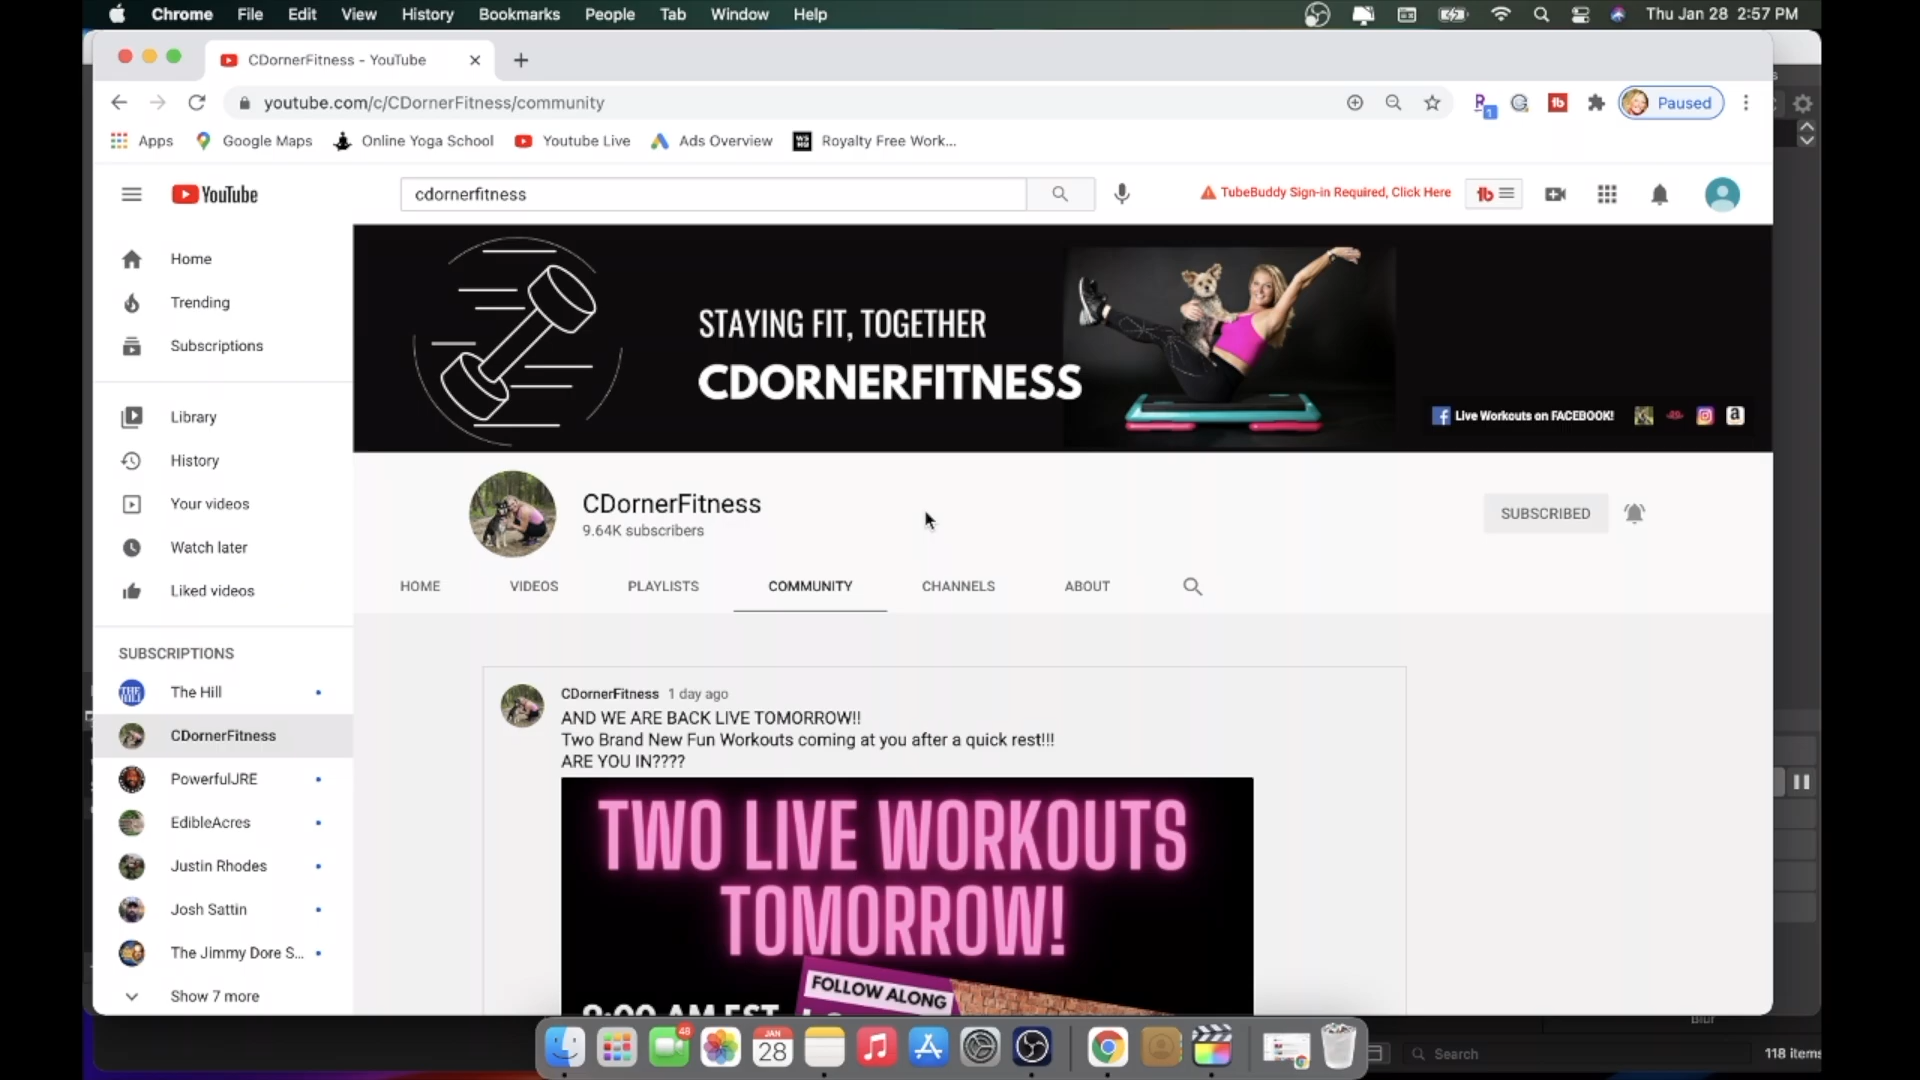 Chrome File Edit View History Bookmarks People Tab Window Help Thu Jan 28 2:57 PM
CDornerFitness - YouTube
youtube.com/c/CDornerFitness/community 1 Paused
Apps Google Maps Online Yoga School Youtube Live Ads Overview Royalty Free Work...
YouTube cdornerfitness TubeBuddy Sign-in Required, Click Here
Home
Trending
Subscriptions
Library
History
Your videos
Watch later
Liked videos
SUBSCRIPTIONS
The Hill
CDornerFitness
PowerfulJRE
EdibleAcres
Justin Rhodes
Josh Sattin
The Jimmy Dore S...
Show 7 more
STAYING FIT, TOGETHER
CDORNERFITNESS
Live Workouts on FACEBOOK!
CDornerFitness
9.64K subscribers
SUBSCRIBED
HOME VIDEOS PLAYLISTS COMMUNITY CHANNELS ABOUT
CDornerFitness 1 day ago
AND WE ARE BACK LIVE TOMORROW!!
Two Brand New Fun Workouts coming at you after a quick rest!!!
ARE YOU IN????
TWO LIVE WORKOUTS
TOMORROW!
FOLLOW ALONG
48
JAN
28
Search
118 items